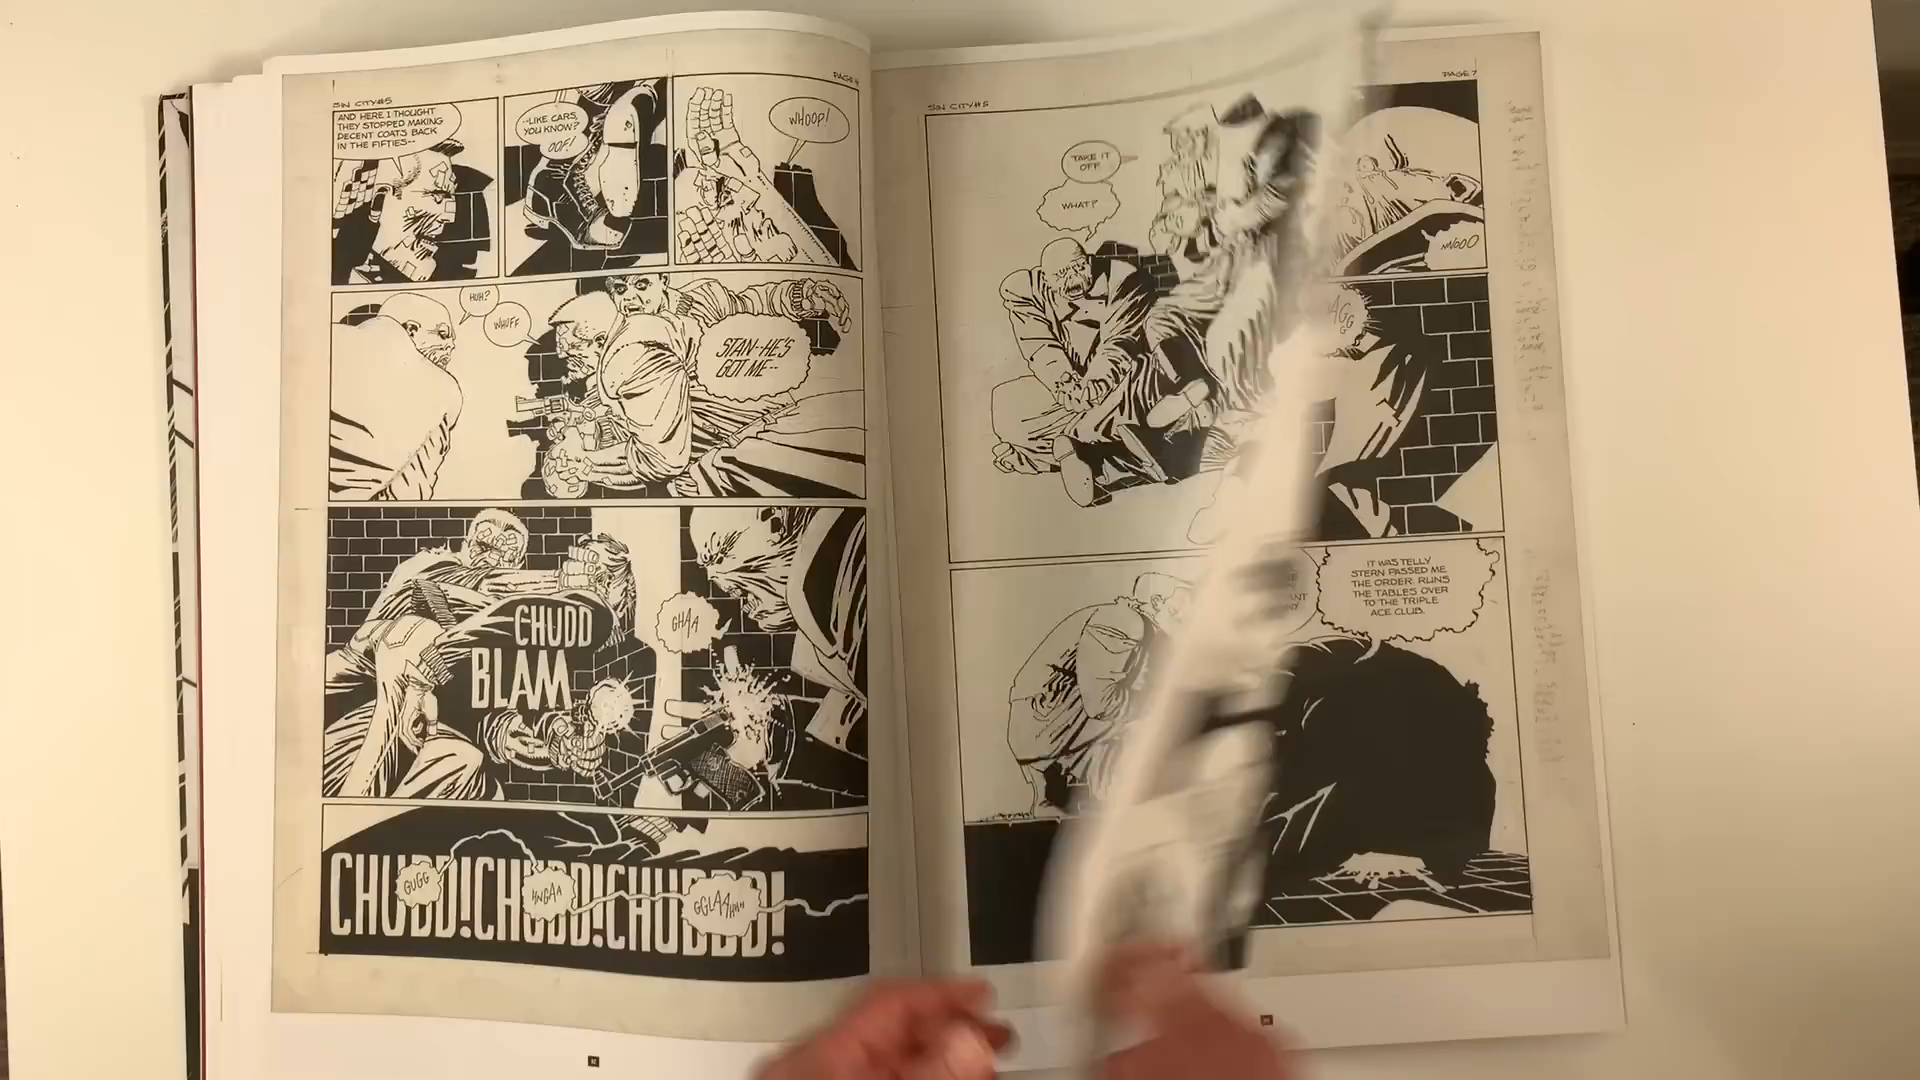 SIN CITY#5
PAGE 4
AND HERE I THOUGHT
THEY STOPPED MAKING
DECENT COATS BACK
IN THE FIFTIES--
--LIKE CARS,
YOU KNOW?
OOF!
WHOOP!
HUH?
WHUFF
STAN--HE'S
GOT ME--
CHUDD
BLAM
GHAA
CHUDD!CHUDD!CHUDDD!
GUGG
HNGAA
GGLAAHHH
SIN CITY#5
PAGE 7
TAKE IT
OFF.
WHAT?
NNGOO
IT WAS TELLY
STERN PASSED ME
THE ORDER. RUNS
THE TABLES OVER
TO THE TRIPLE
ACE CLUB.